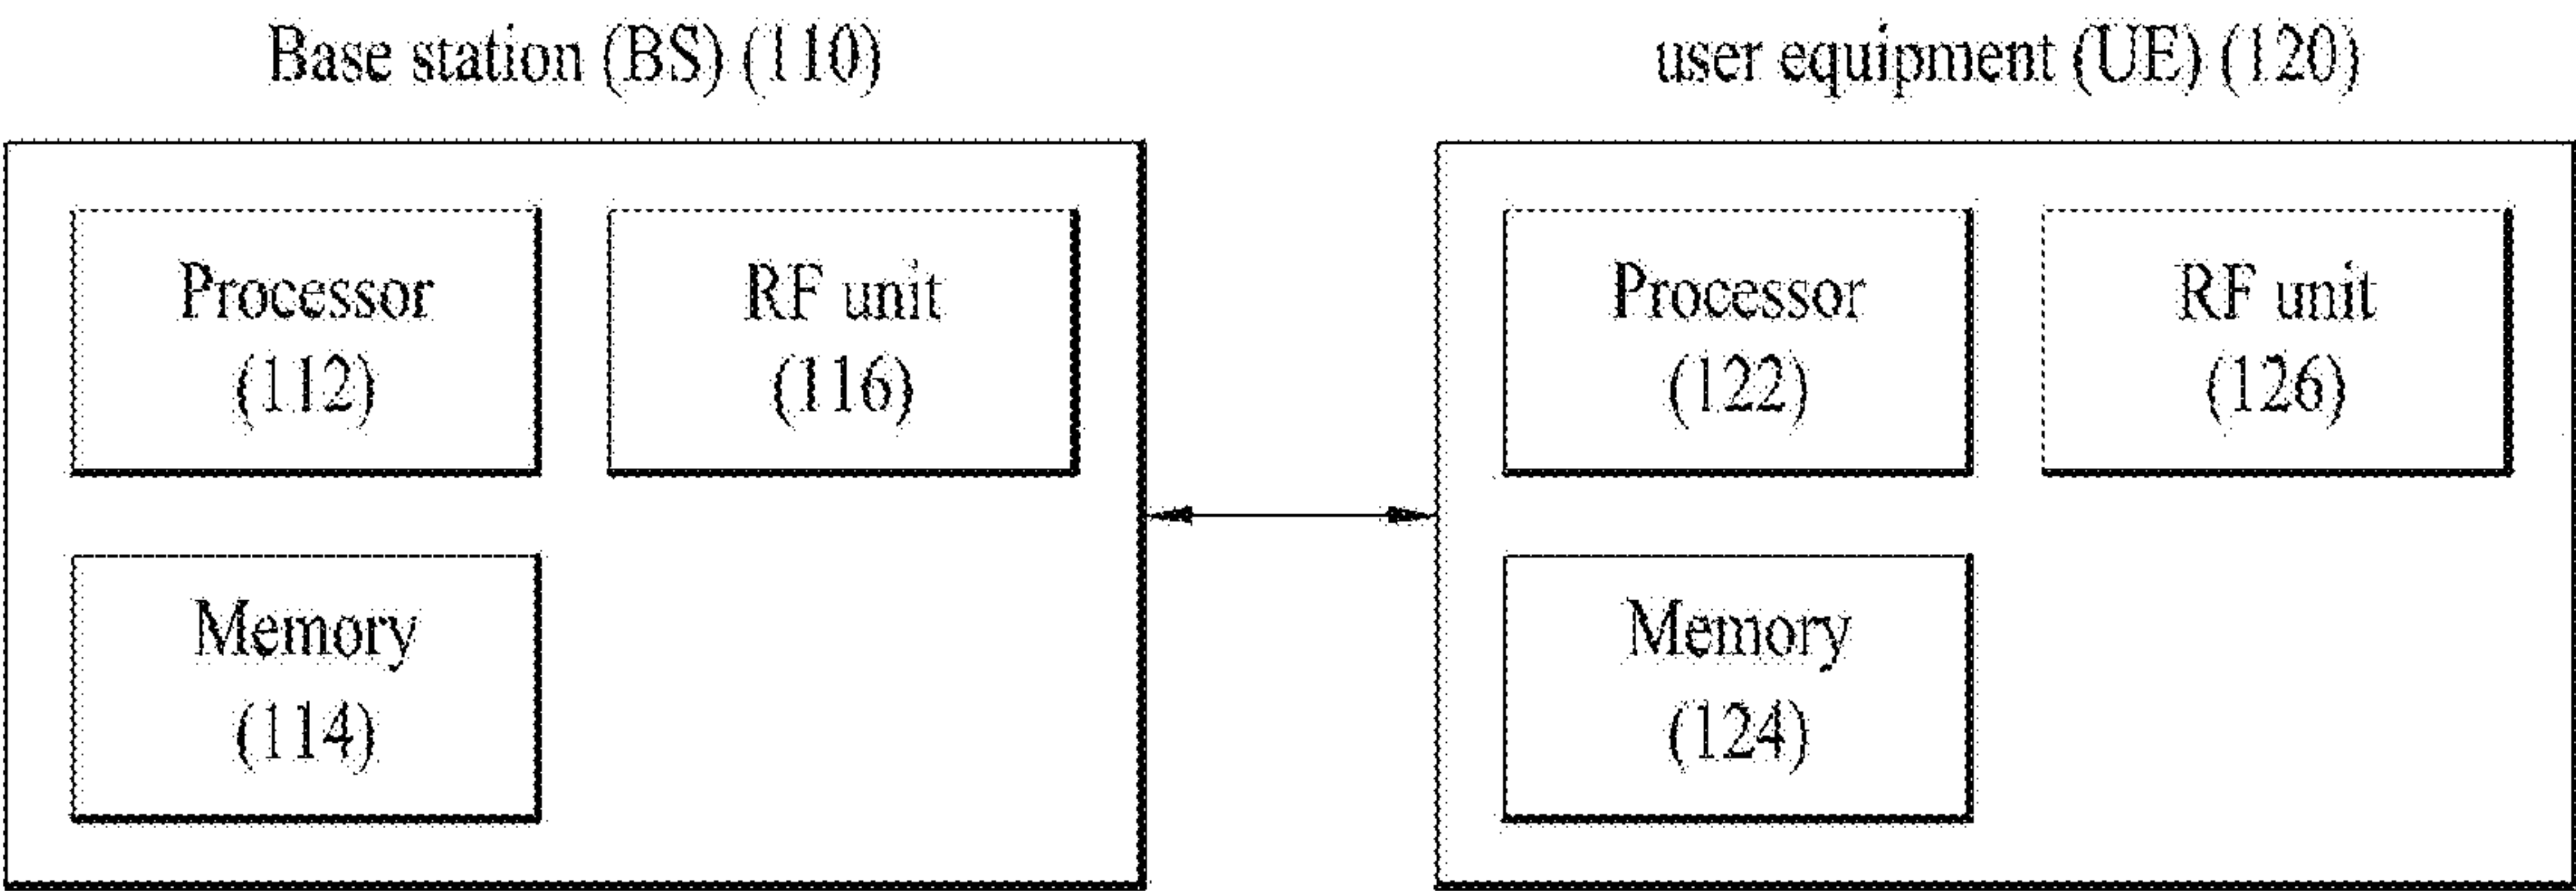 Base station (BS) (110)
user equipment (UE) (120)
Processor
(112)
RF unit
(116)
Memory
(114)
Processor
(122)
RF unit
(126)
Memory
(124)